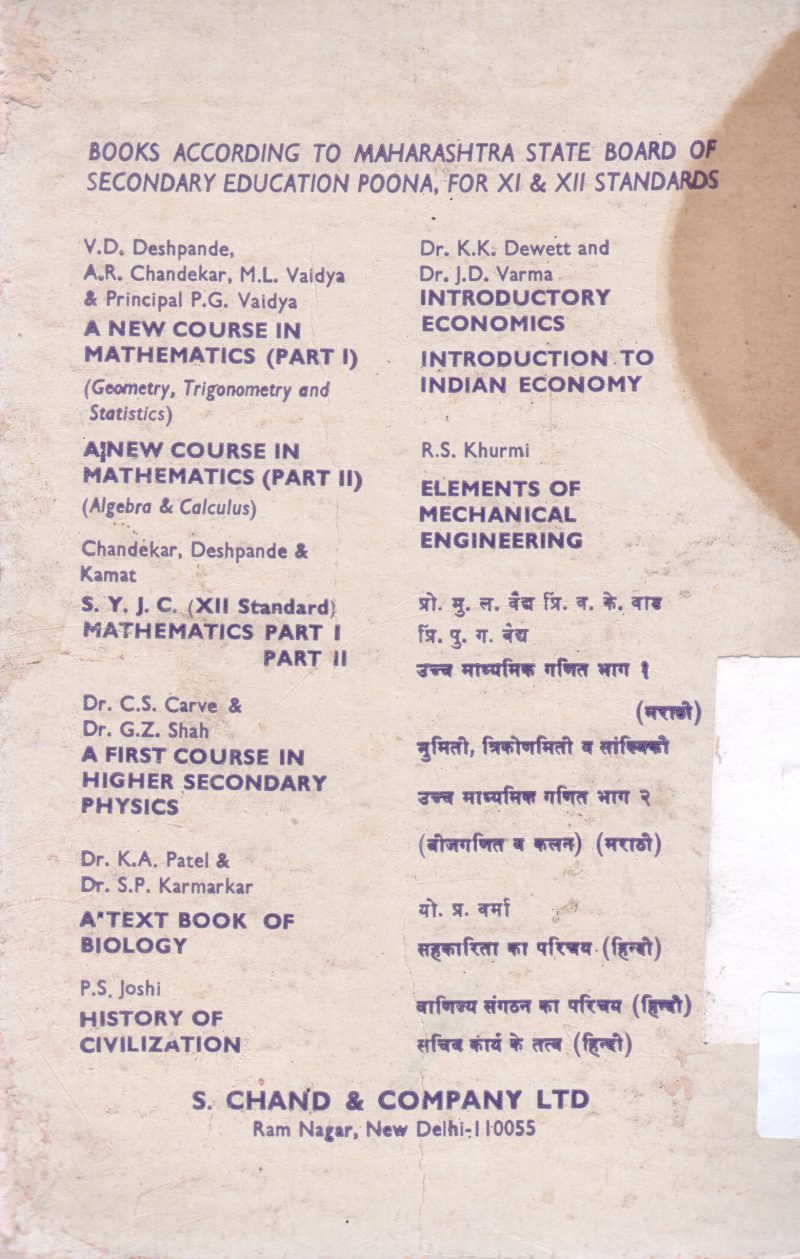 BOOKS ACCORDING TO MAHARASHTRA STATE BOARD OF
SECONDARY EDUCATION POONA, FOR XI & XII STANDARDS
V.D. Deshpande,
A.R. Chandekar, M.L. Vaidya
& Principal P.G. Vaidya
A NEW COURSE IN
MATHEMATICS (PART I)
(Geometry, Trigonometry and
Statistics)
A NEW COURSE IN
MATHEMATICS (PART II)
(Algebra & Calculus)
Chandekar, Deshpande &
Kamat
S. Y. J. C. (XII Standard)
MATHEMATICS PART I
PART II
Dr. C.S. Carve &
Dr. G.Z. Shah
A FIRST COURSE IN
HIGHER SECONDARY
PHYSICS
Dr. K.A. Patel &
Dr. S.P. Karmarkar
A TEXT BOOK OF
BIOLOGY
P.S. Joshi
HISTORY OF
CIVILIZATION
Dr. K.K. Dewett and
Dr. J.D. Varma
INTRODUCTORY
ECONOMICS
INTRODUCTION TO
INDIAN ECONOMY
R.S. Khurmi
ELEMENTS OF
MECHANICAL
ENGINEERING
प्रो. मु. ल. वैद्य प्रि. व. के. वाड
प्रि. पु. ग. वैद्य
उच्च माध्यमिक गणित भाग १
(मराठी)
भुमिती, त्रिकोणमिती व सांख्यिकी
उच्च माध्यमिक गणित भाग २
(बीजगणित व कलन) (मराठी)
यो. प्र. वर्मा
सहकारिता का परिचय (हिन्दी)
वाणिज्य संगठन का परिचय (हिन्दी)
सचिव कार्य के तत्व (हिन्दी)
S. CHAND & COMPANY LTD
Ram Nagar, New Delhi-110055